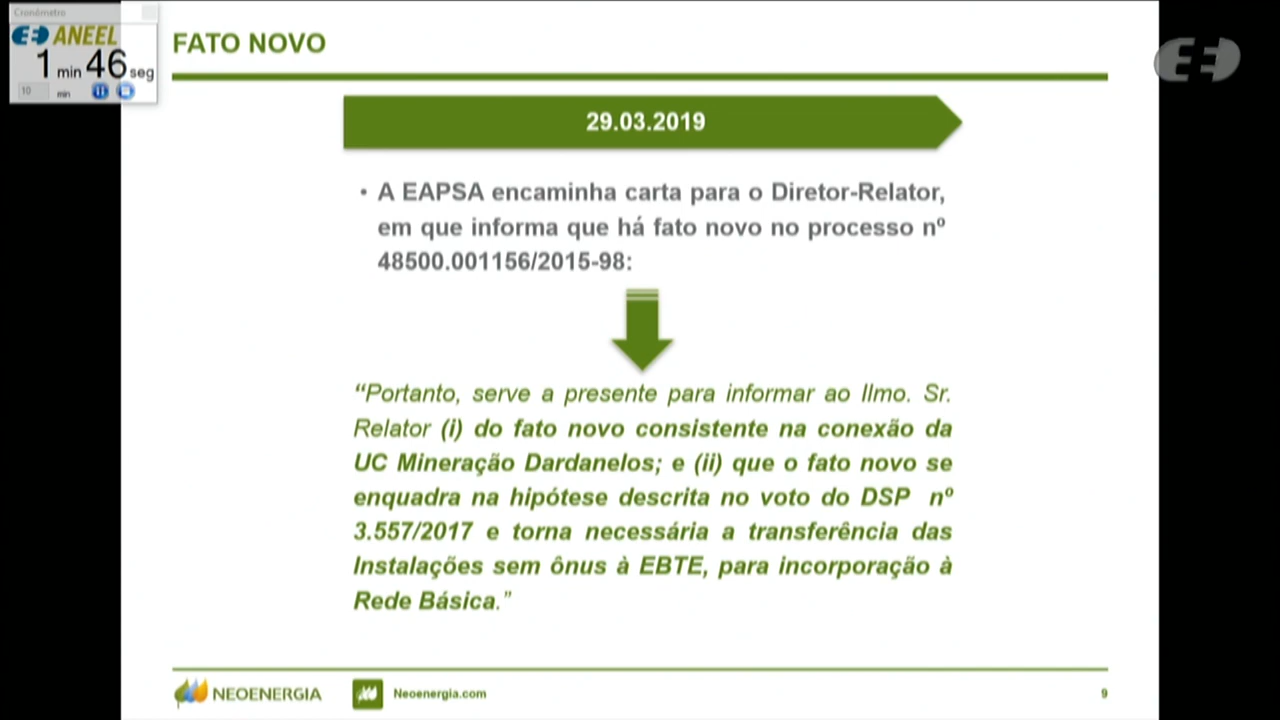 Cronômetro
ANEEL
1 min 46 seg
10 min
FATO NOVO
29.03.2019
• A EAPSA encaminha carta para o Diretor-Relator,
em que informa que há fato novo no processo nº
48500.001156/2015-98:
“Portanto, serve a presente para informar ao Ilmo. Sr.
Relator (i) do fato novo consistente na conexão da
UC Mineração Dardanelos; e (ii) que o fato novo se
enquadra na hipótese descrita no voto do DSP nº
3.557/2017 e torna necessária a transferência das
Instalações sem ônus à EBTE, para incorporação à
Rede Básica.”
NEOENERGIA
Neoenergia.com
9